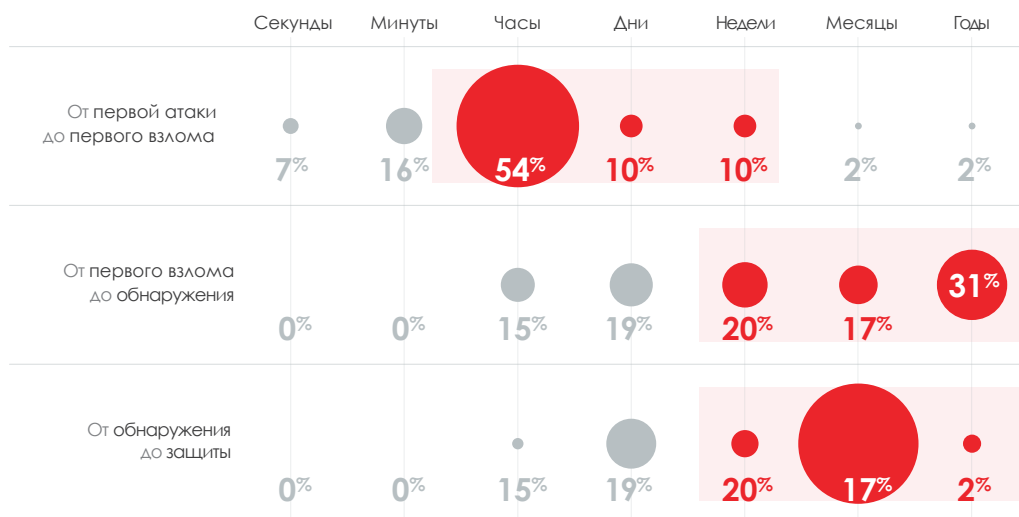 Секунды Минуты Часы Дни Недели Месяцы Годы
От первой атаки
до первого взлома
7% 16% 54% 10% 10% 2% 2%
От первого взлома
до обнаружения
31%
0% 0% 15% 19% 20% 17%
От обнаружения
до защиты
0% 0% 15% 19% 20% 17% 2%